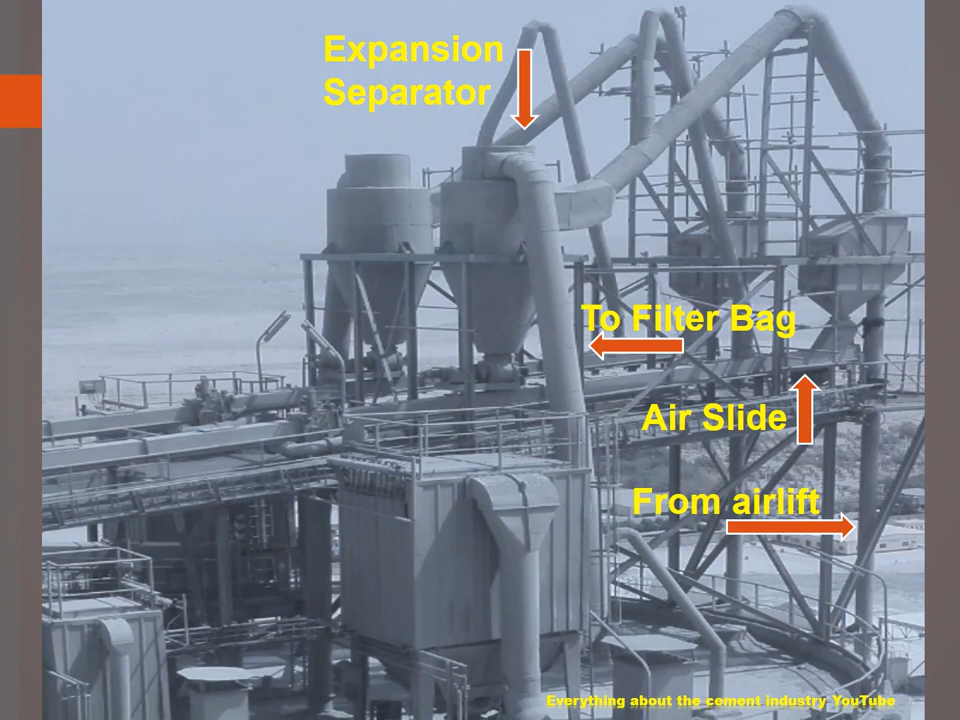 Expansion
Separator
To Filter Bag
Air Slide
From airlift
Everything about the cement industry YouTube